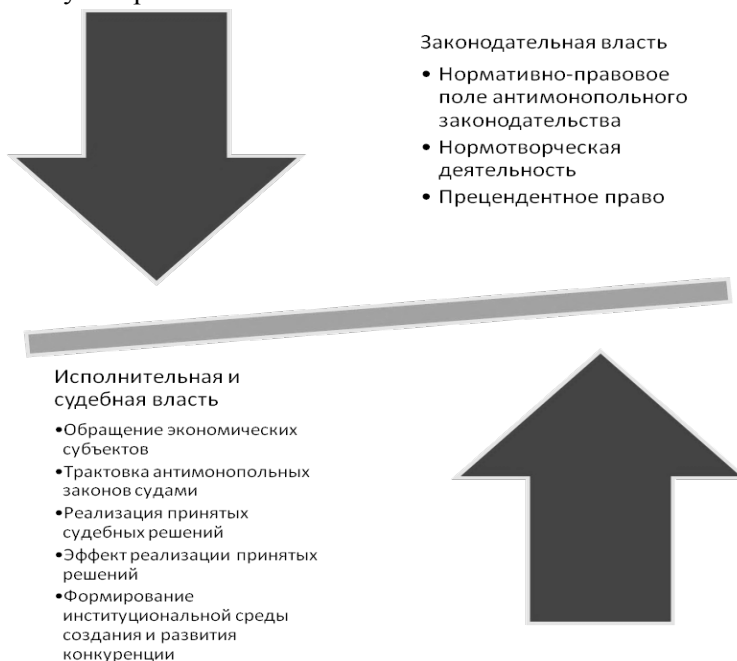 Законодательная власть
• Нормативно-правовое
поле антимонопольного
законодательства
• Нормотворческая
деятельность
• Прецендентное право
Исполнительная и
судебная власть
•Обращение экономических
субъектов
•Трактовка антимонопольных
законов судами
•Реализация принятых
судебных решений
•Эффект реализации принятых
решений
•Формирование
институциональной среды
создания и развития
конкуренции